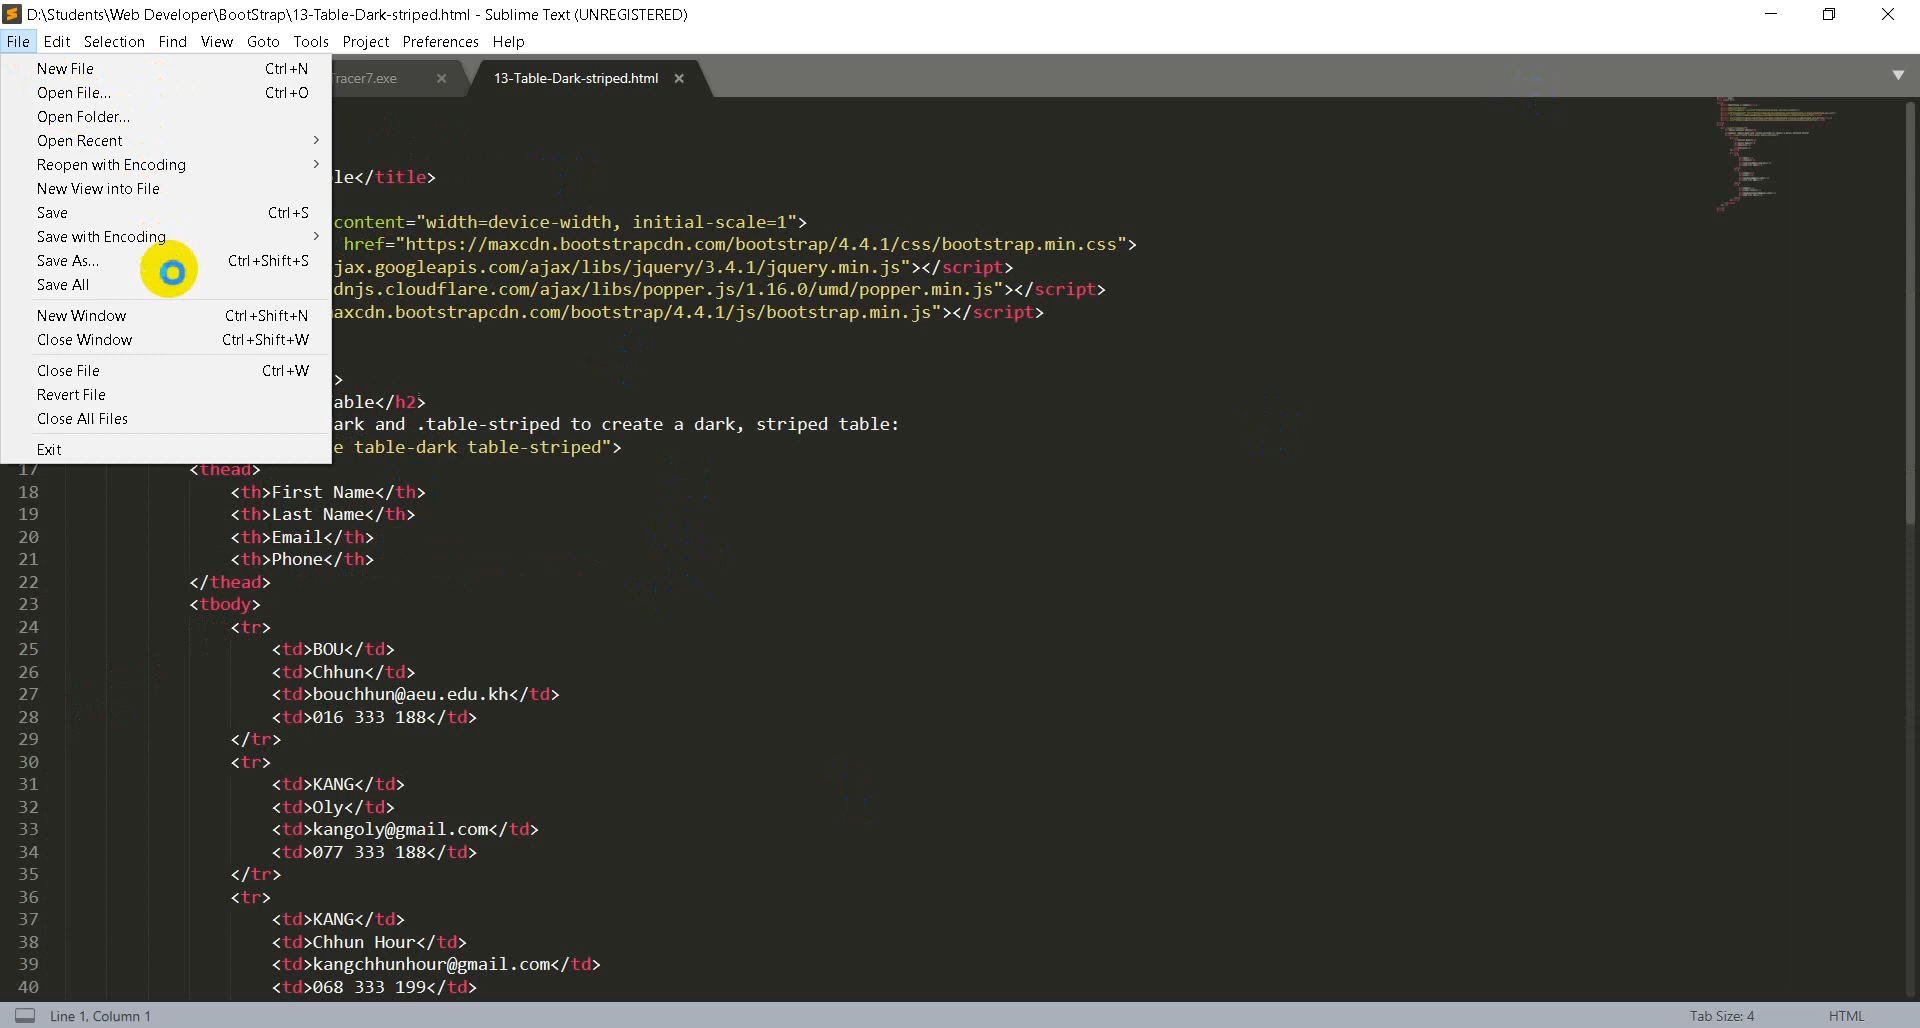 D:\Students\Web Developer\BootStrap\13-Table-Dark-striped.html - Sublime Text (UNREGISTERED)
File Edit Selection Find View Goto Tools Project Preferences Help
New File Ctrl+N
Open File... Ctrl+O
Open Folder...
Open Recent
Reopen with Encoding
New View into File
Save Ctrl+S
Save with Encoding
Save As... Ctrl+Shift+S
Save All
New Window Ctrl+Shift+N
Close Window Ctrl+Shift+W
Close File Ctrl+W
Revert File
Close All Files
Exit
racer7.exe
13-Table-Dark-striped.html
le</title>
content="width=device-width, initial-scale=1">
href="https://maxcdn.bootstrapcdn.com/bootstrap/4.4.1/css/bootstrap.min.css">
jax.googleapis.com/ajax/libs/jquery/3.4.1/jquery.min.js"></script>
dnjs.cloudflare.com/ajax/libs/popper.js/1.16.0/umd/popper.min.js"></script>
axcdn.bootstrapcdn.com/bootstrap/4.4.1/js/bootstrap.min.js"></script>
>
able</h2>
ark and .table-striped to create a dark, striped table:
e table-dark table-striped">
17 <thead>
18 <th>First Name</th>
19 <th>Last Name</th>
20 <th>Email</th>
21 <th>Phone</th>
22 </thead>
23 <tbody>
24 <tr>
25 <td>BOU</td>
26 <td>Chhun</td>
27 <td>bouchhun@aeu.edu.kh</td>
28 <td>016 333 188</td>
29 </tr>
30 <tr>
31 <td>KANG</td>
32 <td>Oly</td>
33 <td>kangoly@gmail.com</td>
34 <td>077 333 188</td>
35 </tr>
36 <tr>
37 <td>KANG</td>
38 <td>Chhun Hour</td>
39 <td>kangchhunhour@gmail.com</td>
40 <td>068 333 199</td>
Line 1, Column 1
Tab Size: 4
HTML